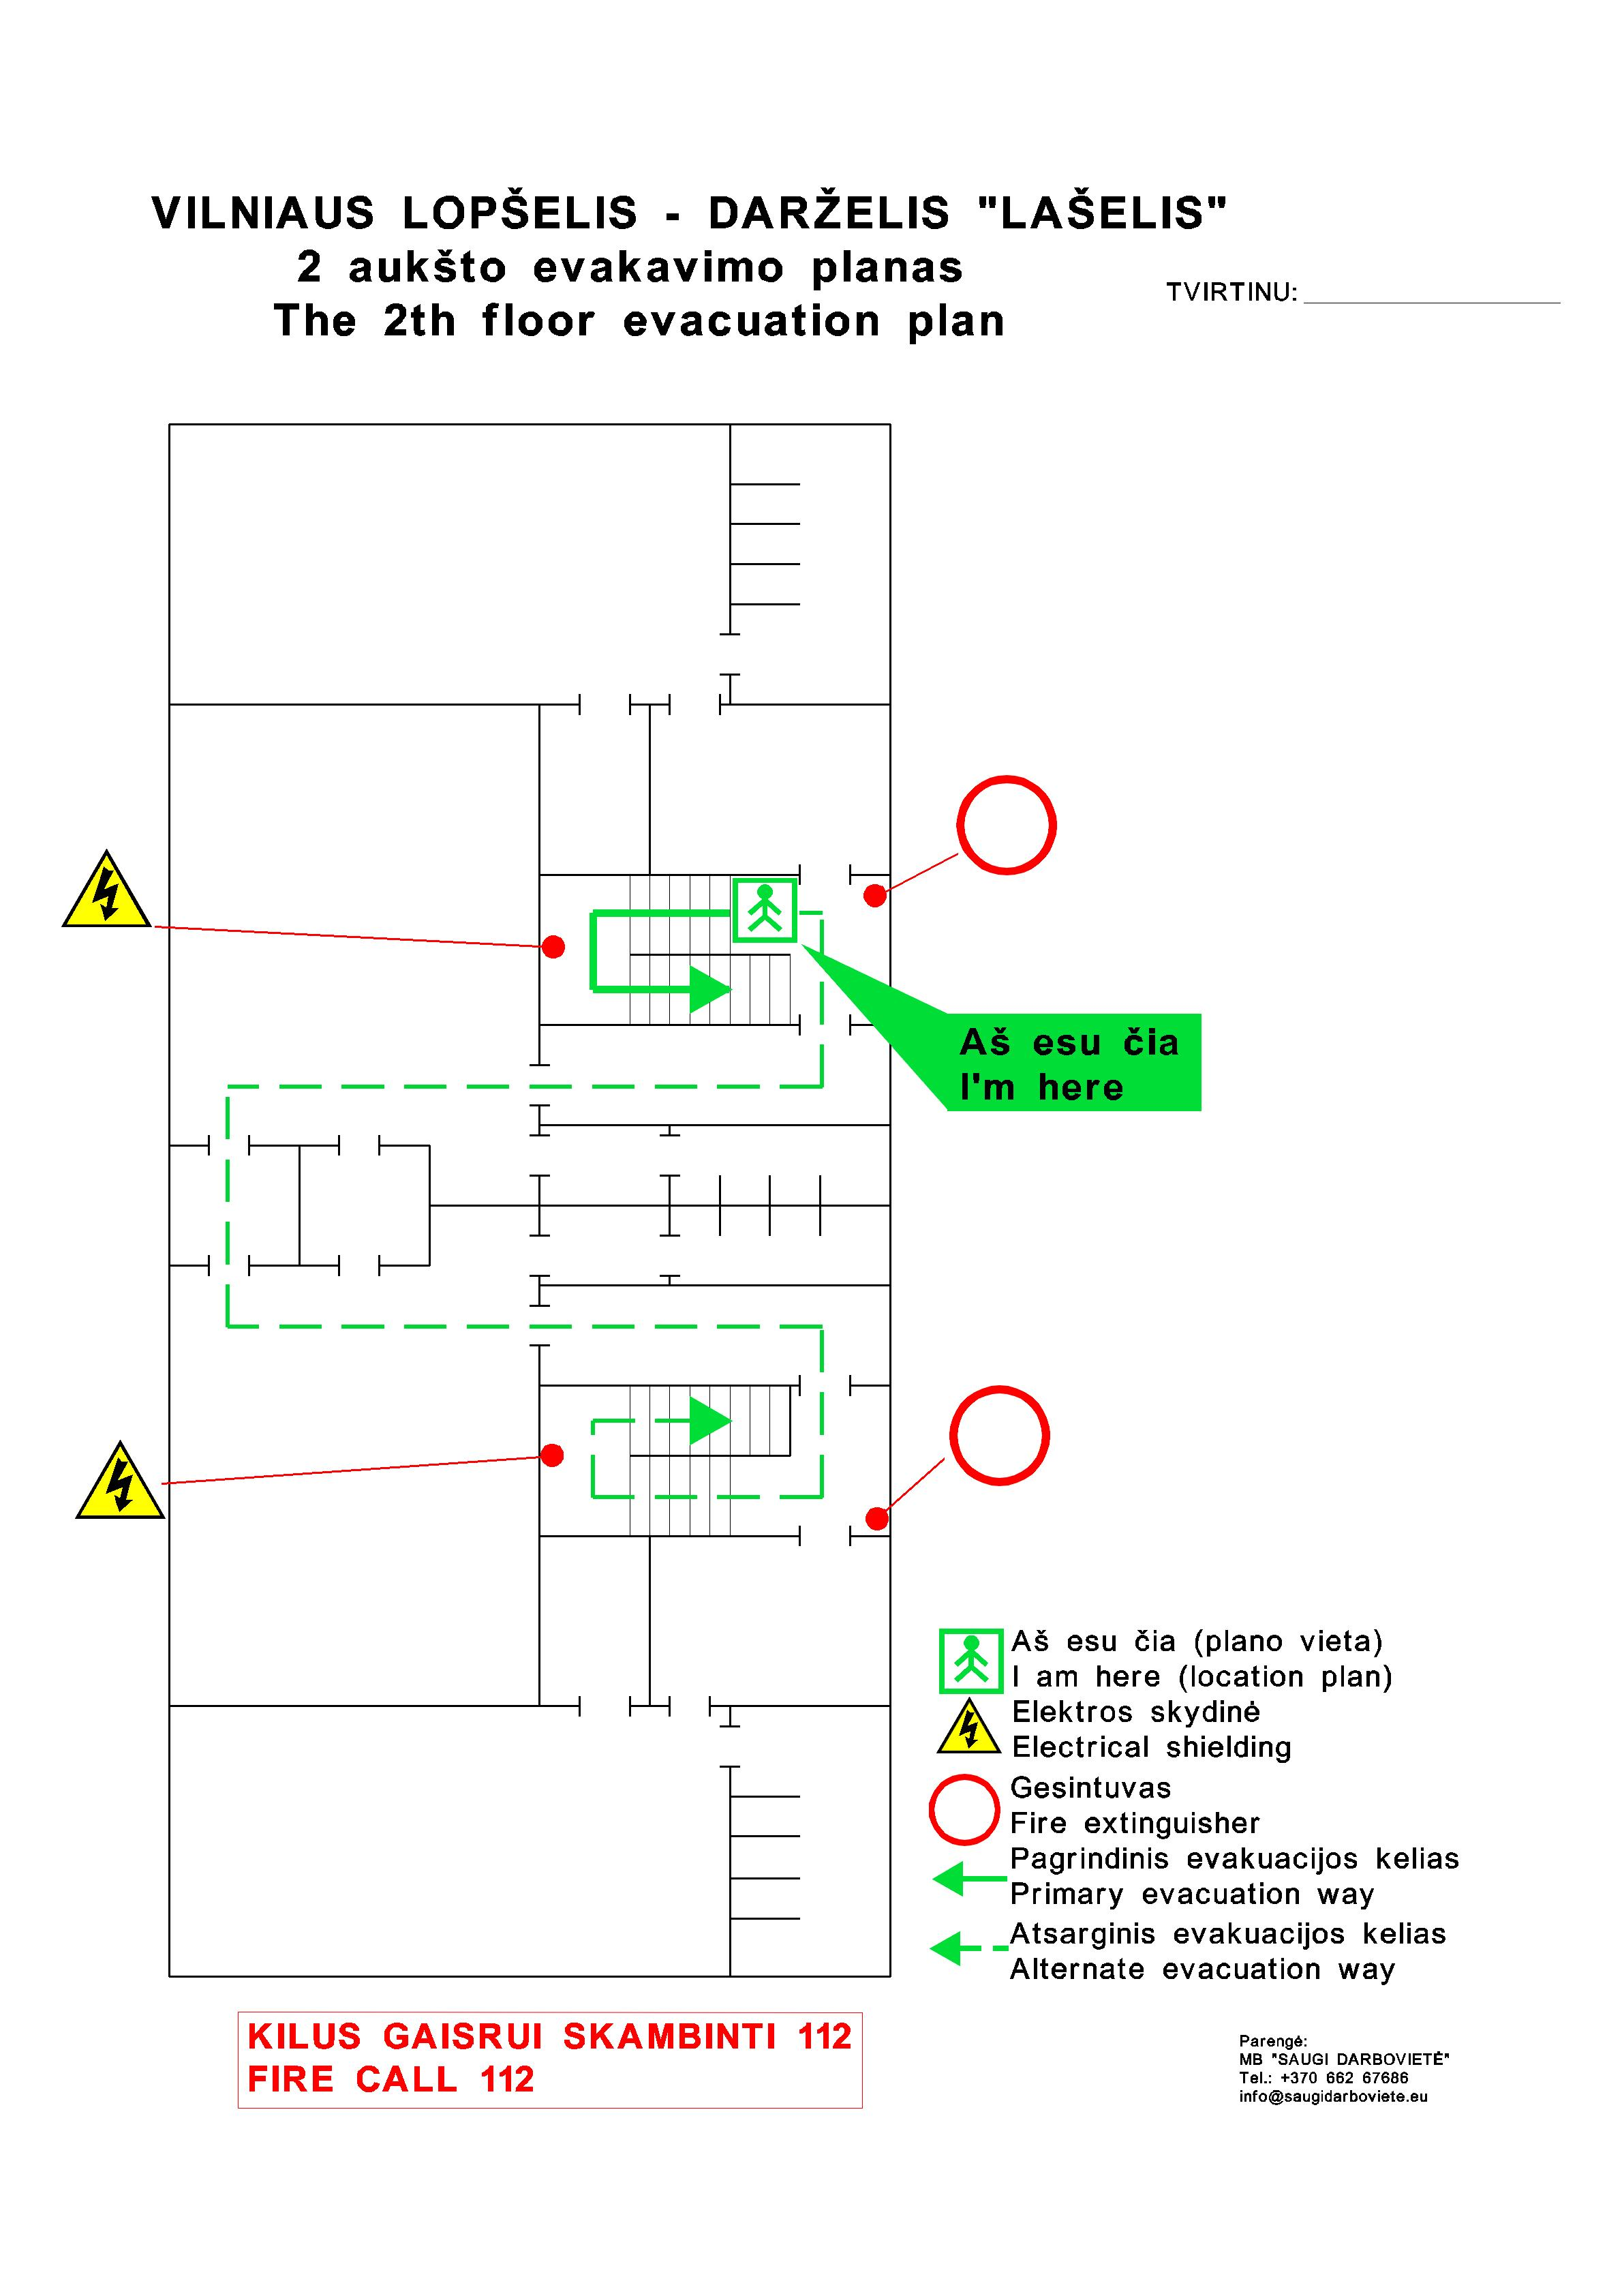 VILNIAUS LOPŠELIS - DARŽELIS "LAŠELIS"
2 aukšto evakavimo planas
The 2th floor evacuation plan
TVIRTINU:
Aš esu čia
I'm here
Aš esu čia (plano vieta)
I am here (location plan)
Elektros skydinė
Electrical shielding
Gesintuvas
Fire extinguisher
Pagrindinis evakuacijos kelias
Primary evacuation way
Atsarginis evakuacijos kelias
Alternate evacuation way
KILUS GAISRUI SKAMBINTI 112
FIRE CALL 112
Parengė:
MB "SAUGI DARBOVIETĖ"
Tel.: +370 662 67686
info@saugidarboviete.eu